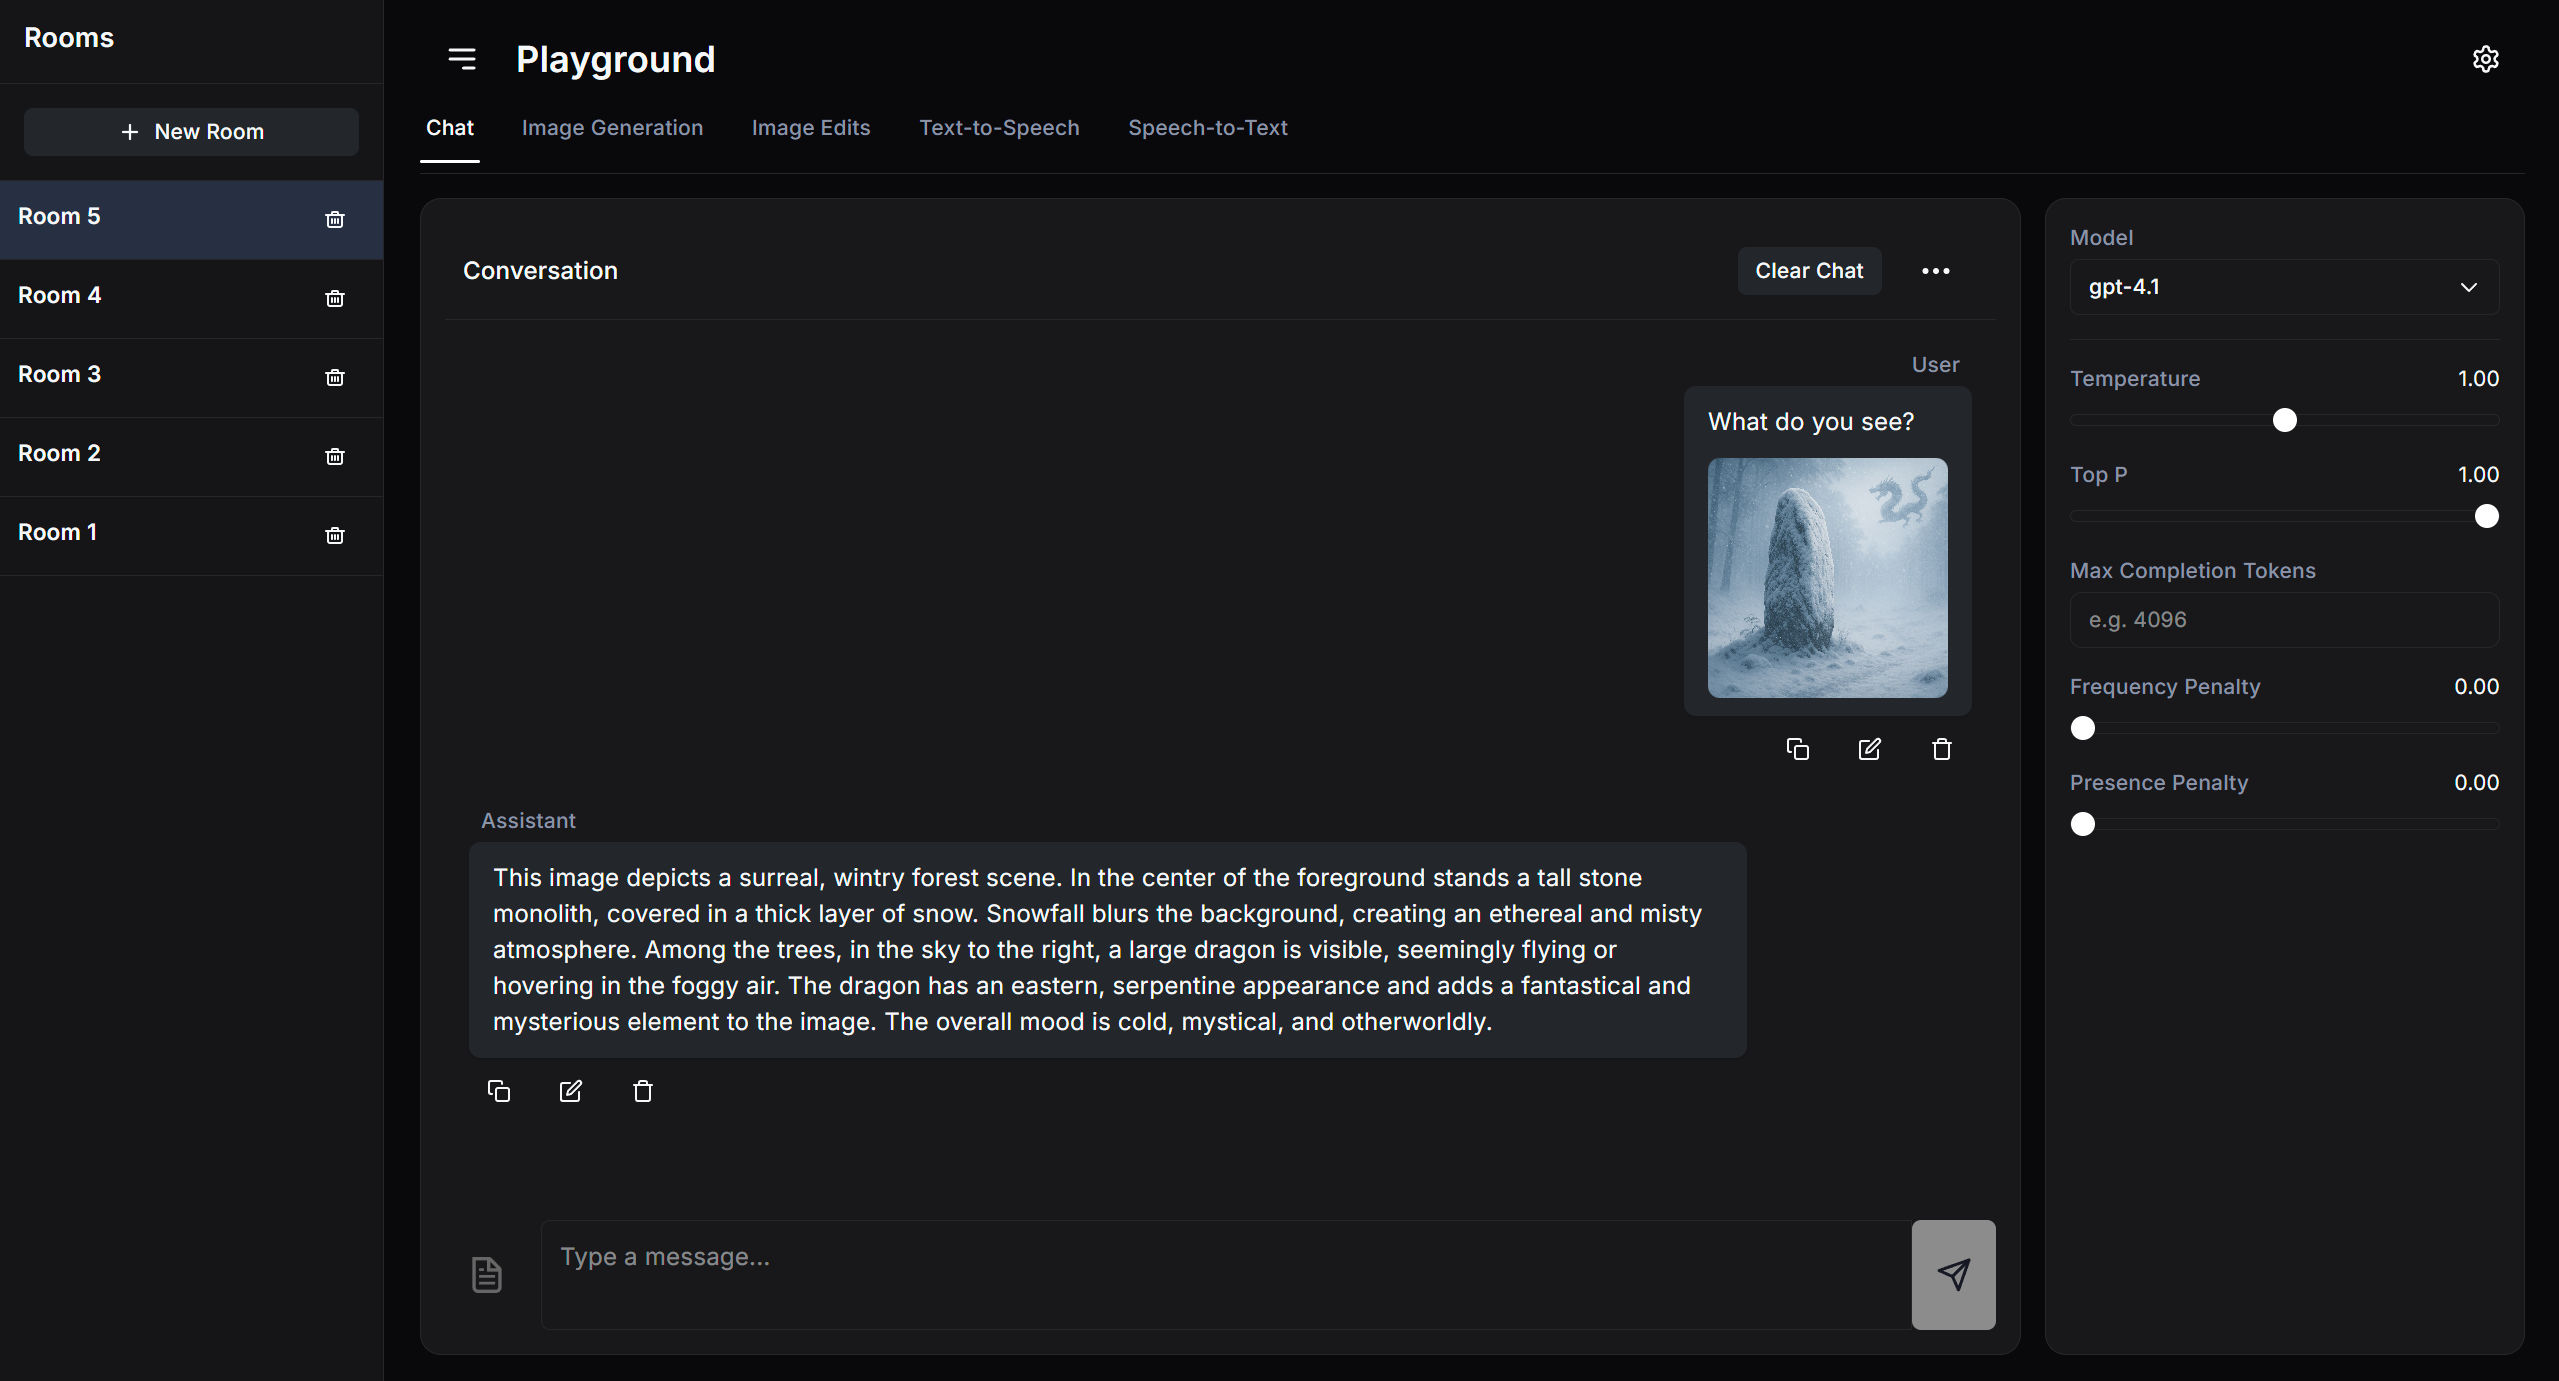 Rooms
New Room
Room 5
Room 4
Room 3
Room 2
Room 1
Playground
Chat
Image Generation
Image Edits
Text-to-Speech
Speech-to-Text
Conversation
Clear Chat
User
What do you see?
Assistant
This image depicts a surreal, wintry forest scene. In the center of the foreground stands a tall stone
monolith, covered in a thick layer of snow. Snowfall blurs the background, creating an ethereal and misty
atmosphere. Among the trees, in the sky to the right, a large dragon is visible, seemingly flying or
hovering in the foggy air. The dragon has an eastern, serpentine appearance and adds a fantastical and
mysterious element to the image. The overall mood is cold, mystical, and otherworldly.
Type a message...
Model
gpt-4.1
Temperature 1.00
Top P 1.00
Max Completion Tokens
e.g. 4096
Frequency Penalty 0.00
Presence Penalty 0.00